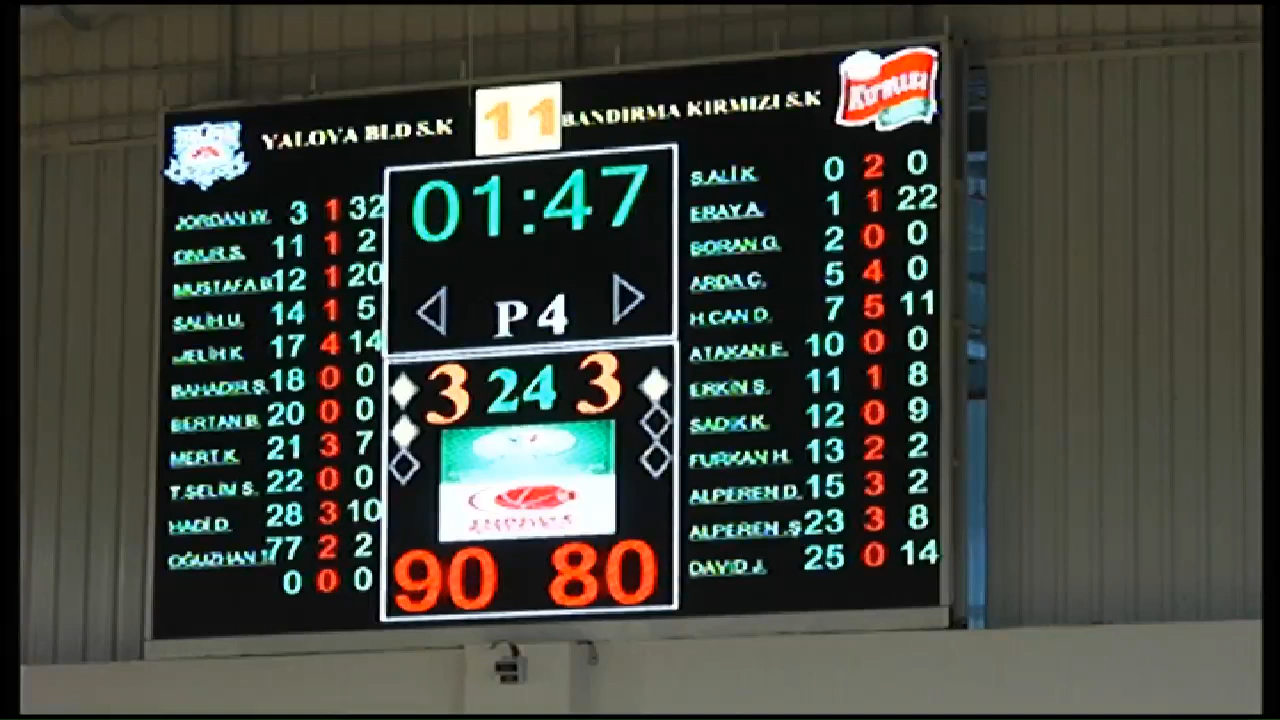 YALOVA BLD S.K 11 BANDIRMA KIRMIZI S.K
KIRMIZI
01:47
P4
3 24 3
90 80
JORDAN W. 3 1 32
ONUR S. 11 1 2
MUSTAFA B. 12 1 20
SALİH U. 14 1 5
MELİH K. 17 4 14
BAHADIR S. 18 0 0
BERTAN B. 20 0 0
MERT K. 21 3 7
T.SELİM S. 22 0 0
HADİ D. 28 3 10
OĞUZHAN 77 2 2
0 0 0
S.ALİ K. 0 2 0
ERAY A. 1 1 22
BORAN G. 2 0 0
ARDA Ç. 5 4 0
H.CAN D. 7 5 11
ATAKAN E. 10 0 0
ERKİN S. 11 1 8
SADIK K. 12 0 9
FURKAN H. 13 2 2
ALPEREN D. 15 3 2
ALPEREN .Ş 23 3 8
DAVID J. 25 0 14